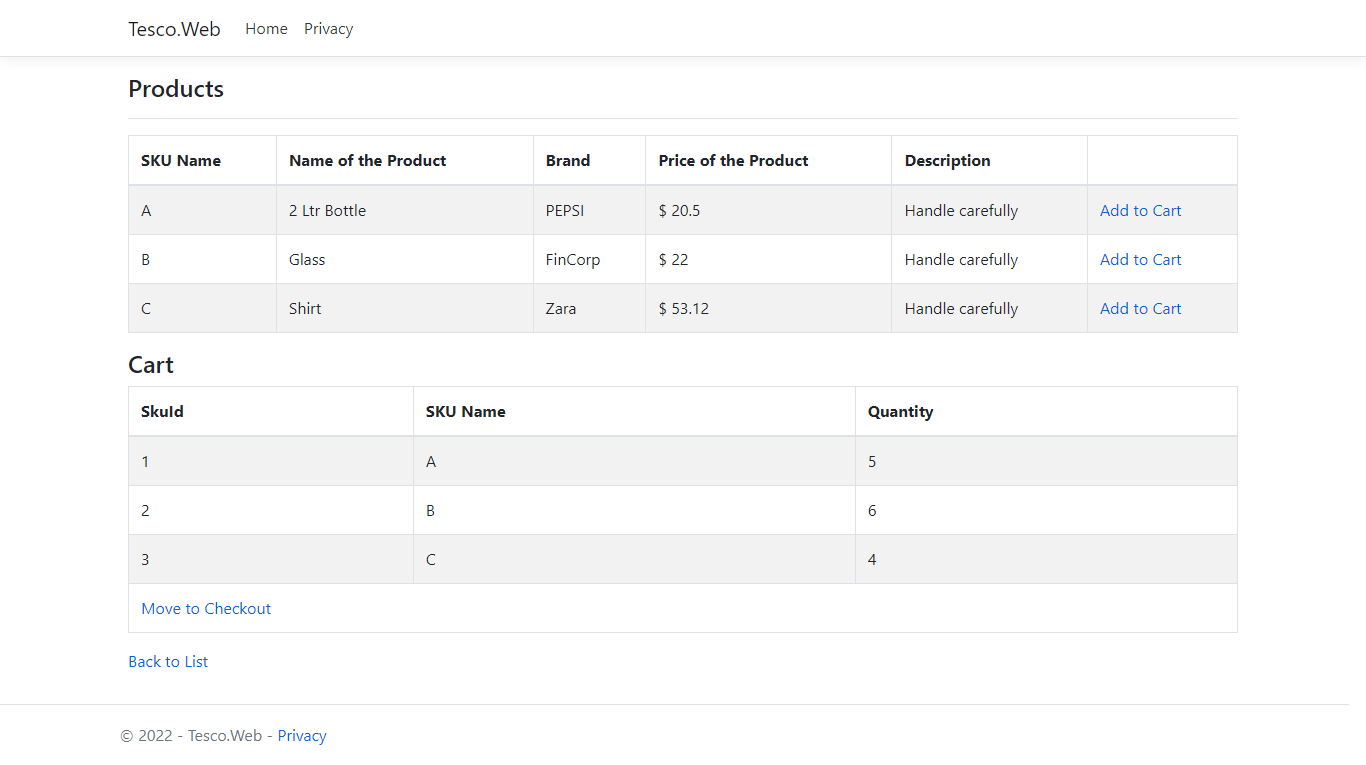 Tesco.Web Home Privacy
Products
SKU Name Name of the Product Brand Price of the Product Description
A 2 Ltr Bottle PEPSI $ 20.5 Handle carefully Add to Cart
B Glass FinCorp $ 22 Handle carefully Add to Cart
C Shirt Zara $ 53.12 Handle carefully Add to Cart
Cart
SkuId SKU Name Quantity
1 A 5
2 B 6
3 C 4
Move to Checkout
Back to List
© 2022 - Tesco.Web - Privacy